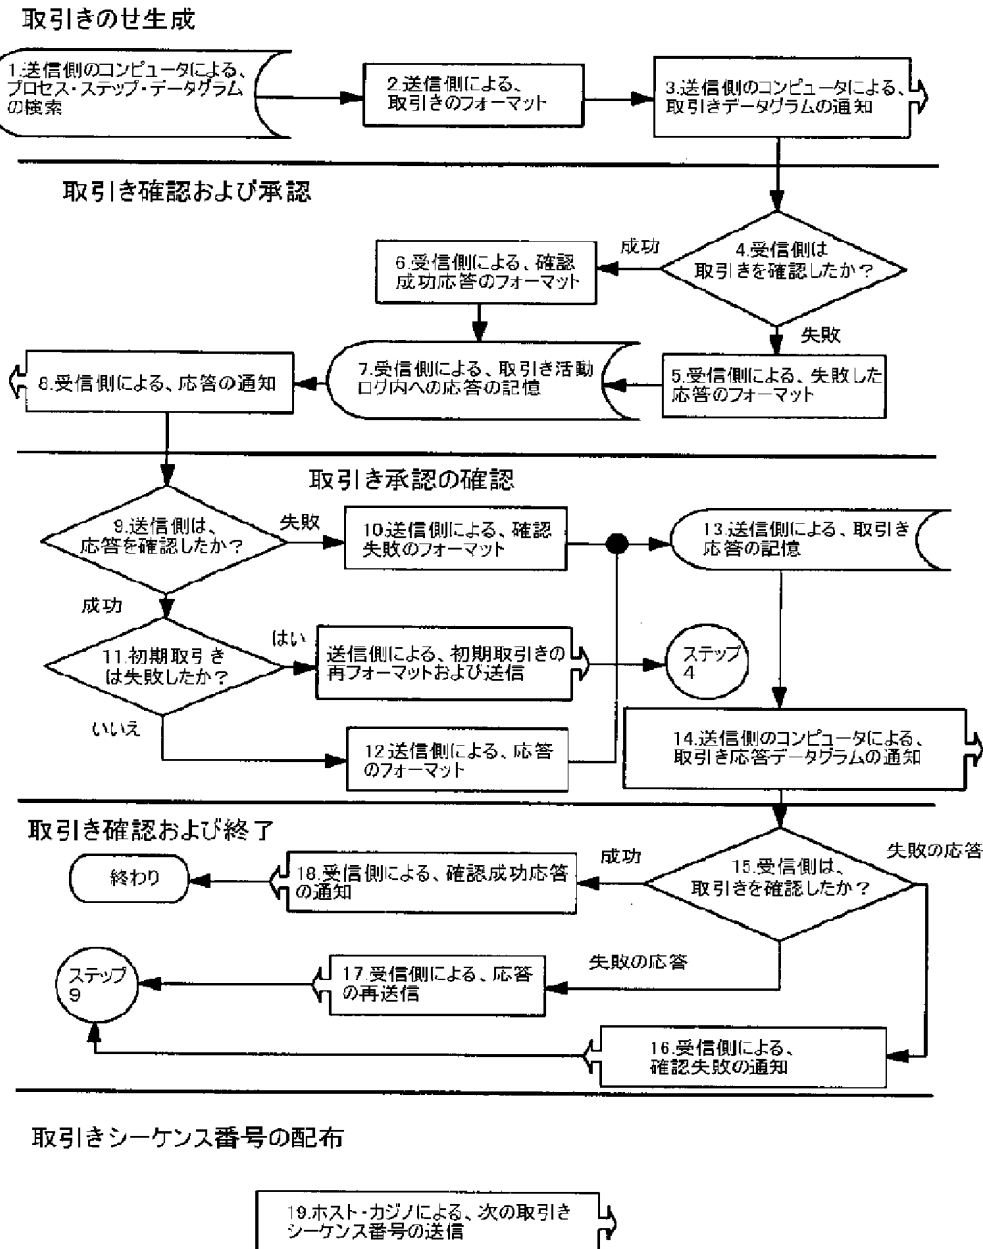 取引きのせ生成
1.送信側のコンピュータによる、
プロセス・ステップ・データグラム
の検索
2.送信側による、
取引きのフォーマット
3.送信側のコンピュータによる、
取引きデータグラムの通知
取引き確認および承認
4.受信側は
取引きを確認したか？
成功
6.受信側による、確認
成功応答のフォーマット
失敗
5.受信側による、失敗した
応答のフォーマット
7.受信側による、取引き活動
ログ内への応答の記憶
8.受信側による、応答の通知
取引き承認の確認
9.送信側は、
応答を確認したか？
失敗
10.送信側による、確認
失敗のフォーマット
13.送信側による、取引き
応答の記憶
成功
11.初期取引き
は失敗したか？
はい
送信側による、初期取引きの
再フォーマットおよび送信
ステップ
4
いいえ
12.送信側による、応答
のフォーマット
14.送信側のコンピュータによる、
取引き応答データグラムの通知
取引き確認および終了
15.受信側は、
取引きを確認したか？
失敗の応答
成功
18.受信側による、確認成功応答
の通知
終わり
失敗の応答
17.受信側による、応答
の再送信
ステップ
9
16.受信側による、
確認失敗の通知
取引きシーケンス番号の配布
19.ホスト・カジノによる、次の取引き
シーケンス番号の送信